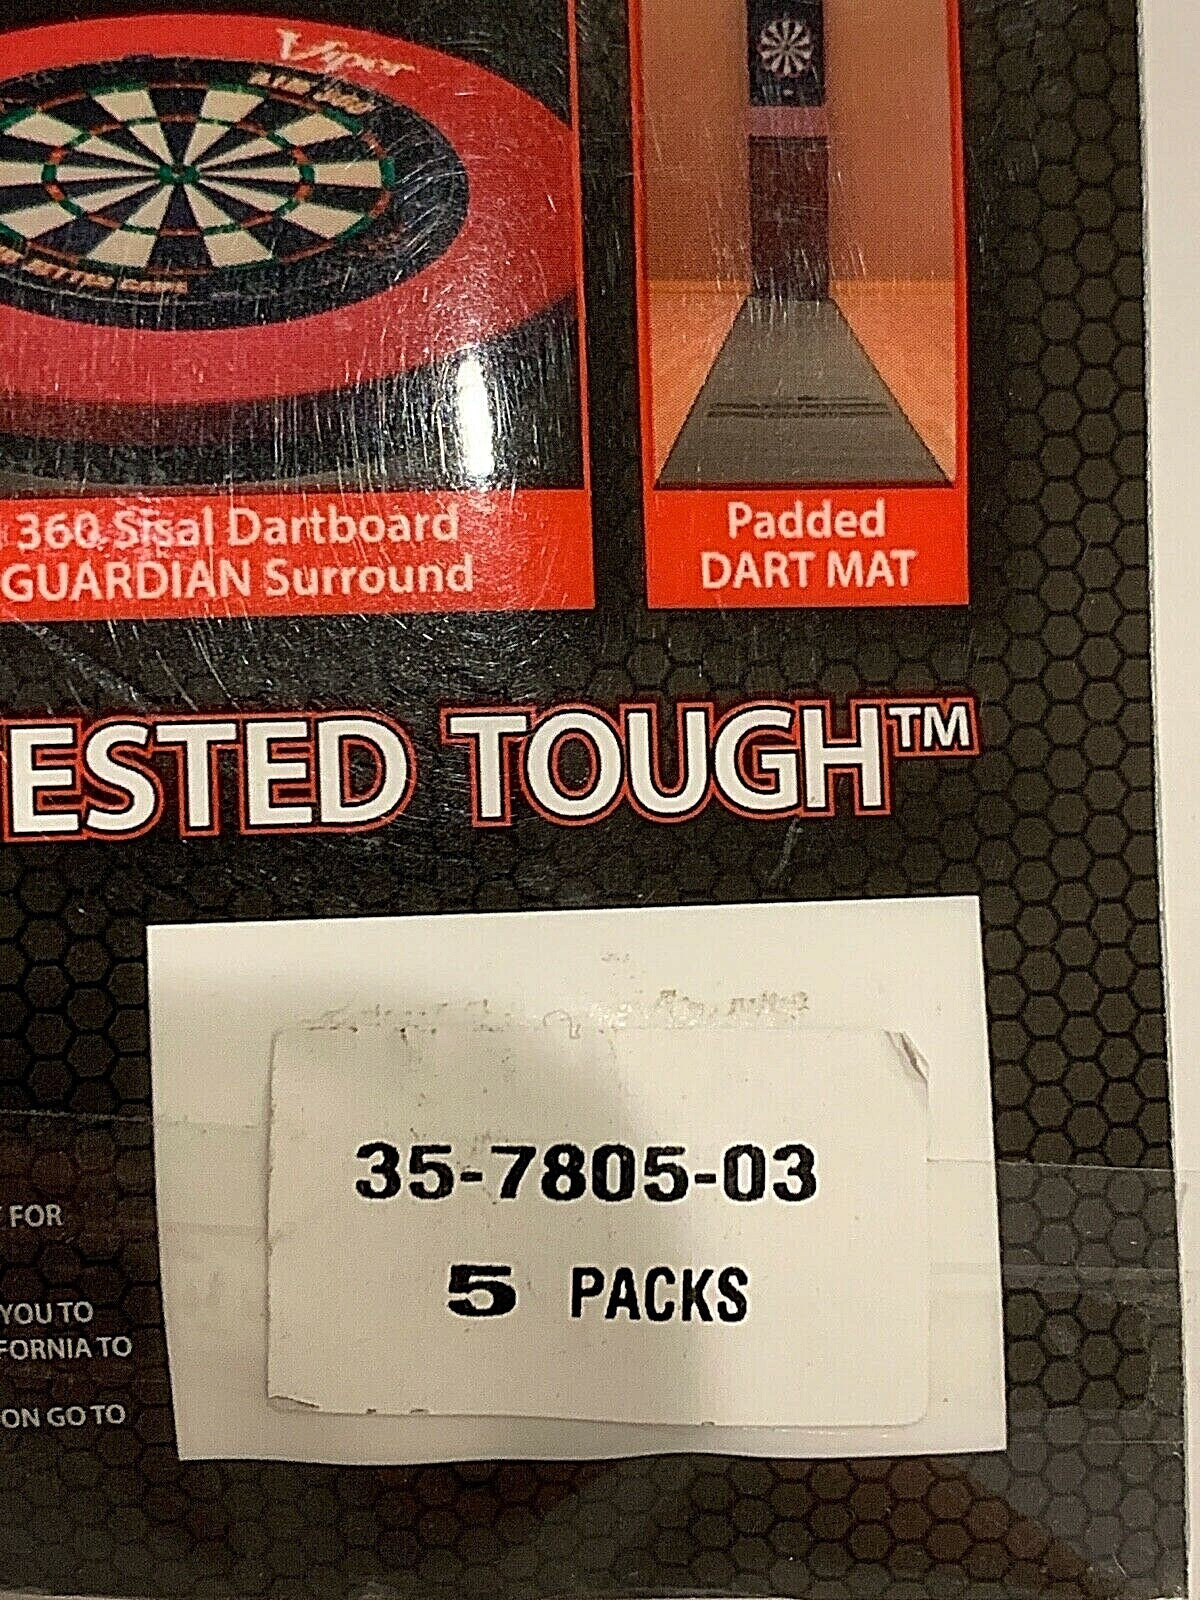 Viper
360 Sisal Dartboard
GUARDIAN Surround
Padded
DART MAT
ESTED TOUGH™
35-7805-03
5 PACKS
FOR
YOU TO
FORNIA TO
ON GO TO